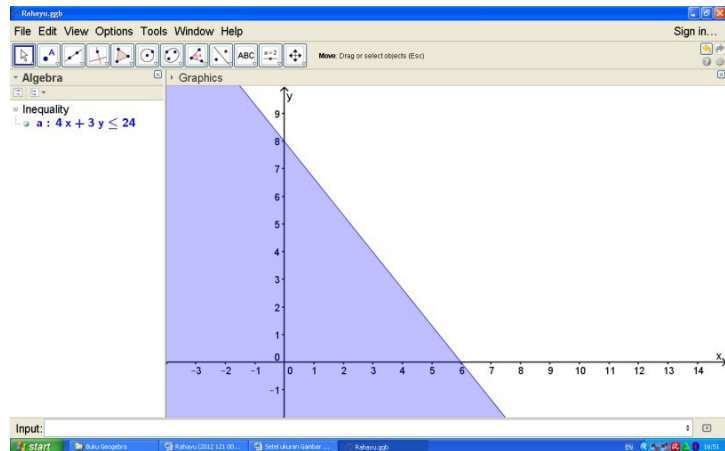 Rahayu.ggb
File Edit View Options Tools Window Help
Sign in...
ABC
a=2
Move: Drag or select objects (Esc)
Algebra
Graphics
Inequality
a : 4 x + 3 y ≤ 24
y
9
8
7
6
5
4
3
2
1
0
-1
x
-3 -2 -1 0 1 2 3 4 5 6 7 8 9 10 11 12 13 14
Input:
start
Buku Geogebra
Rahayu (2012 121 00...
Setel ukuran Gambar ...
Rahayu.ggb
EN
16:51